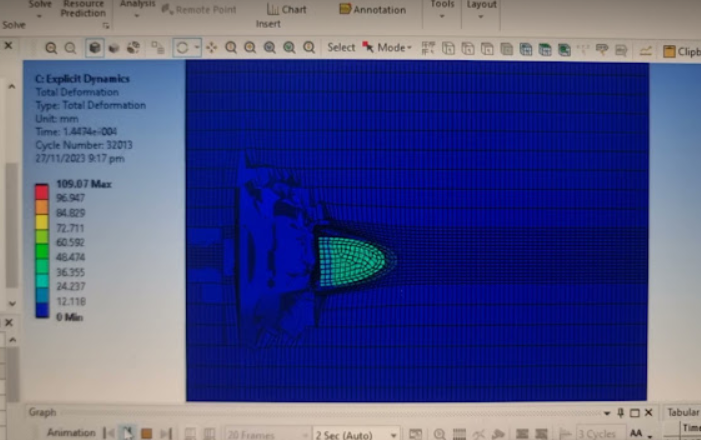 Solve
Resource
Prediction
Analysis
Remote Point
Chart
Annotation
Tools
Layout
Solve
Insert
Select
Mode
Clipb
C: Explicit Dynamics
Total Deformation
Type: Total Deformation
Unit: mm
Time: 1.4474e-004
Cycle Number: 32013
27/11/2023 9:17 pm
109.07 Max
96.947
84.829
72.711
60.592
48.474
36.355
24.237
12.118
0 Min
Graph
Tabular
Animation
20 Frames
2 Sec (Auto)
3 Cycles
AA
Time